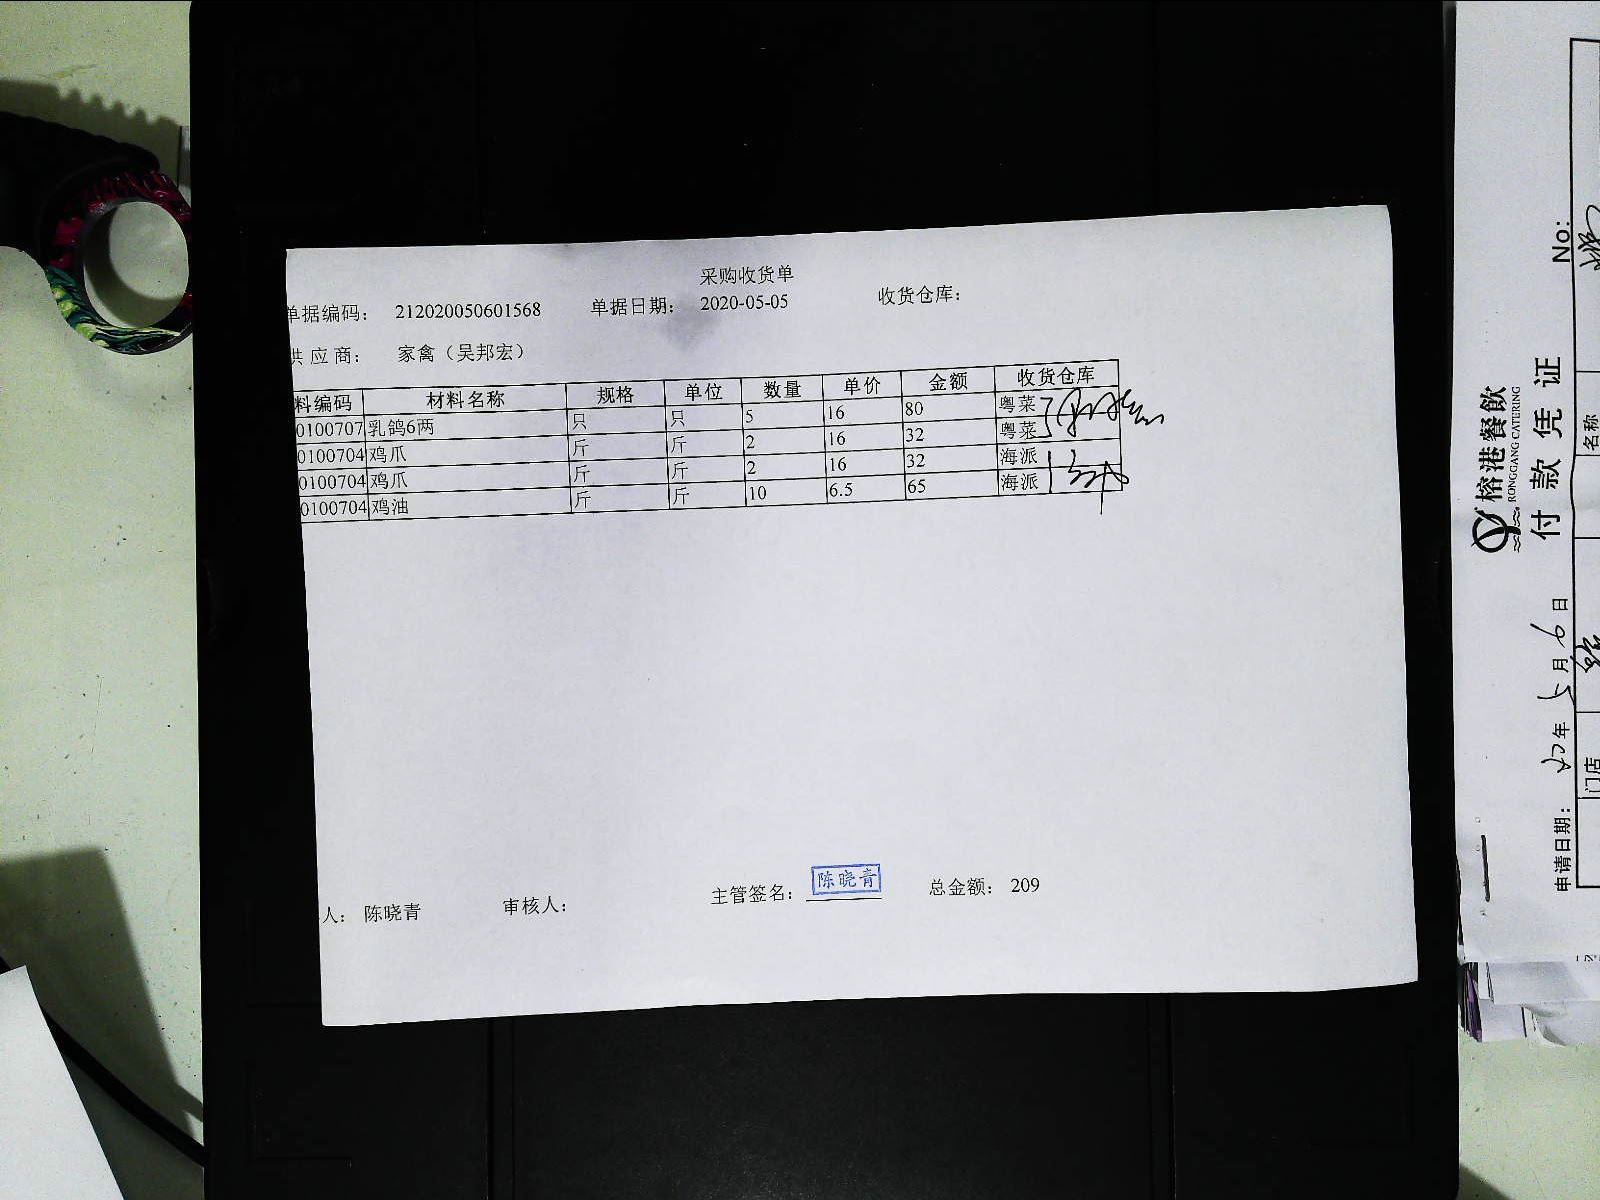 采购收货单
单据编码： 212020050601568 单据日期： 2020-05-05 收货仓库：
供应商： 家禽（吴邦宏）
料编码 材料名称 规格 单位 数量 单价 金额 收货仓库
0100707 乳鸽6两 只 只 5 16 80 粤菜
0100704 鸡爪 斤 斤 2 16 32 粤菜
0100704 鸡爪 斤 斤 2 16 32 海派
0100704 鸡油 斤 斤 10 6.5 65 海派
人： 陈晓青 审核人： 主管签名： 陈晓青 总金额： 209
榕港餐飲
RONGGANG CATERING
付款凭证
No:
申请日期： 年 5 月 9 日
门店
名称